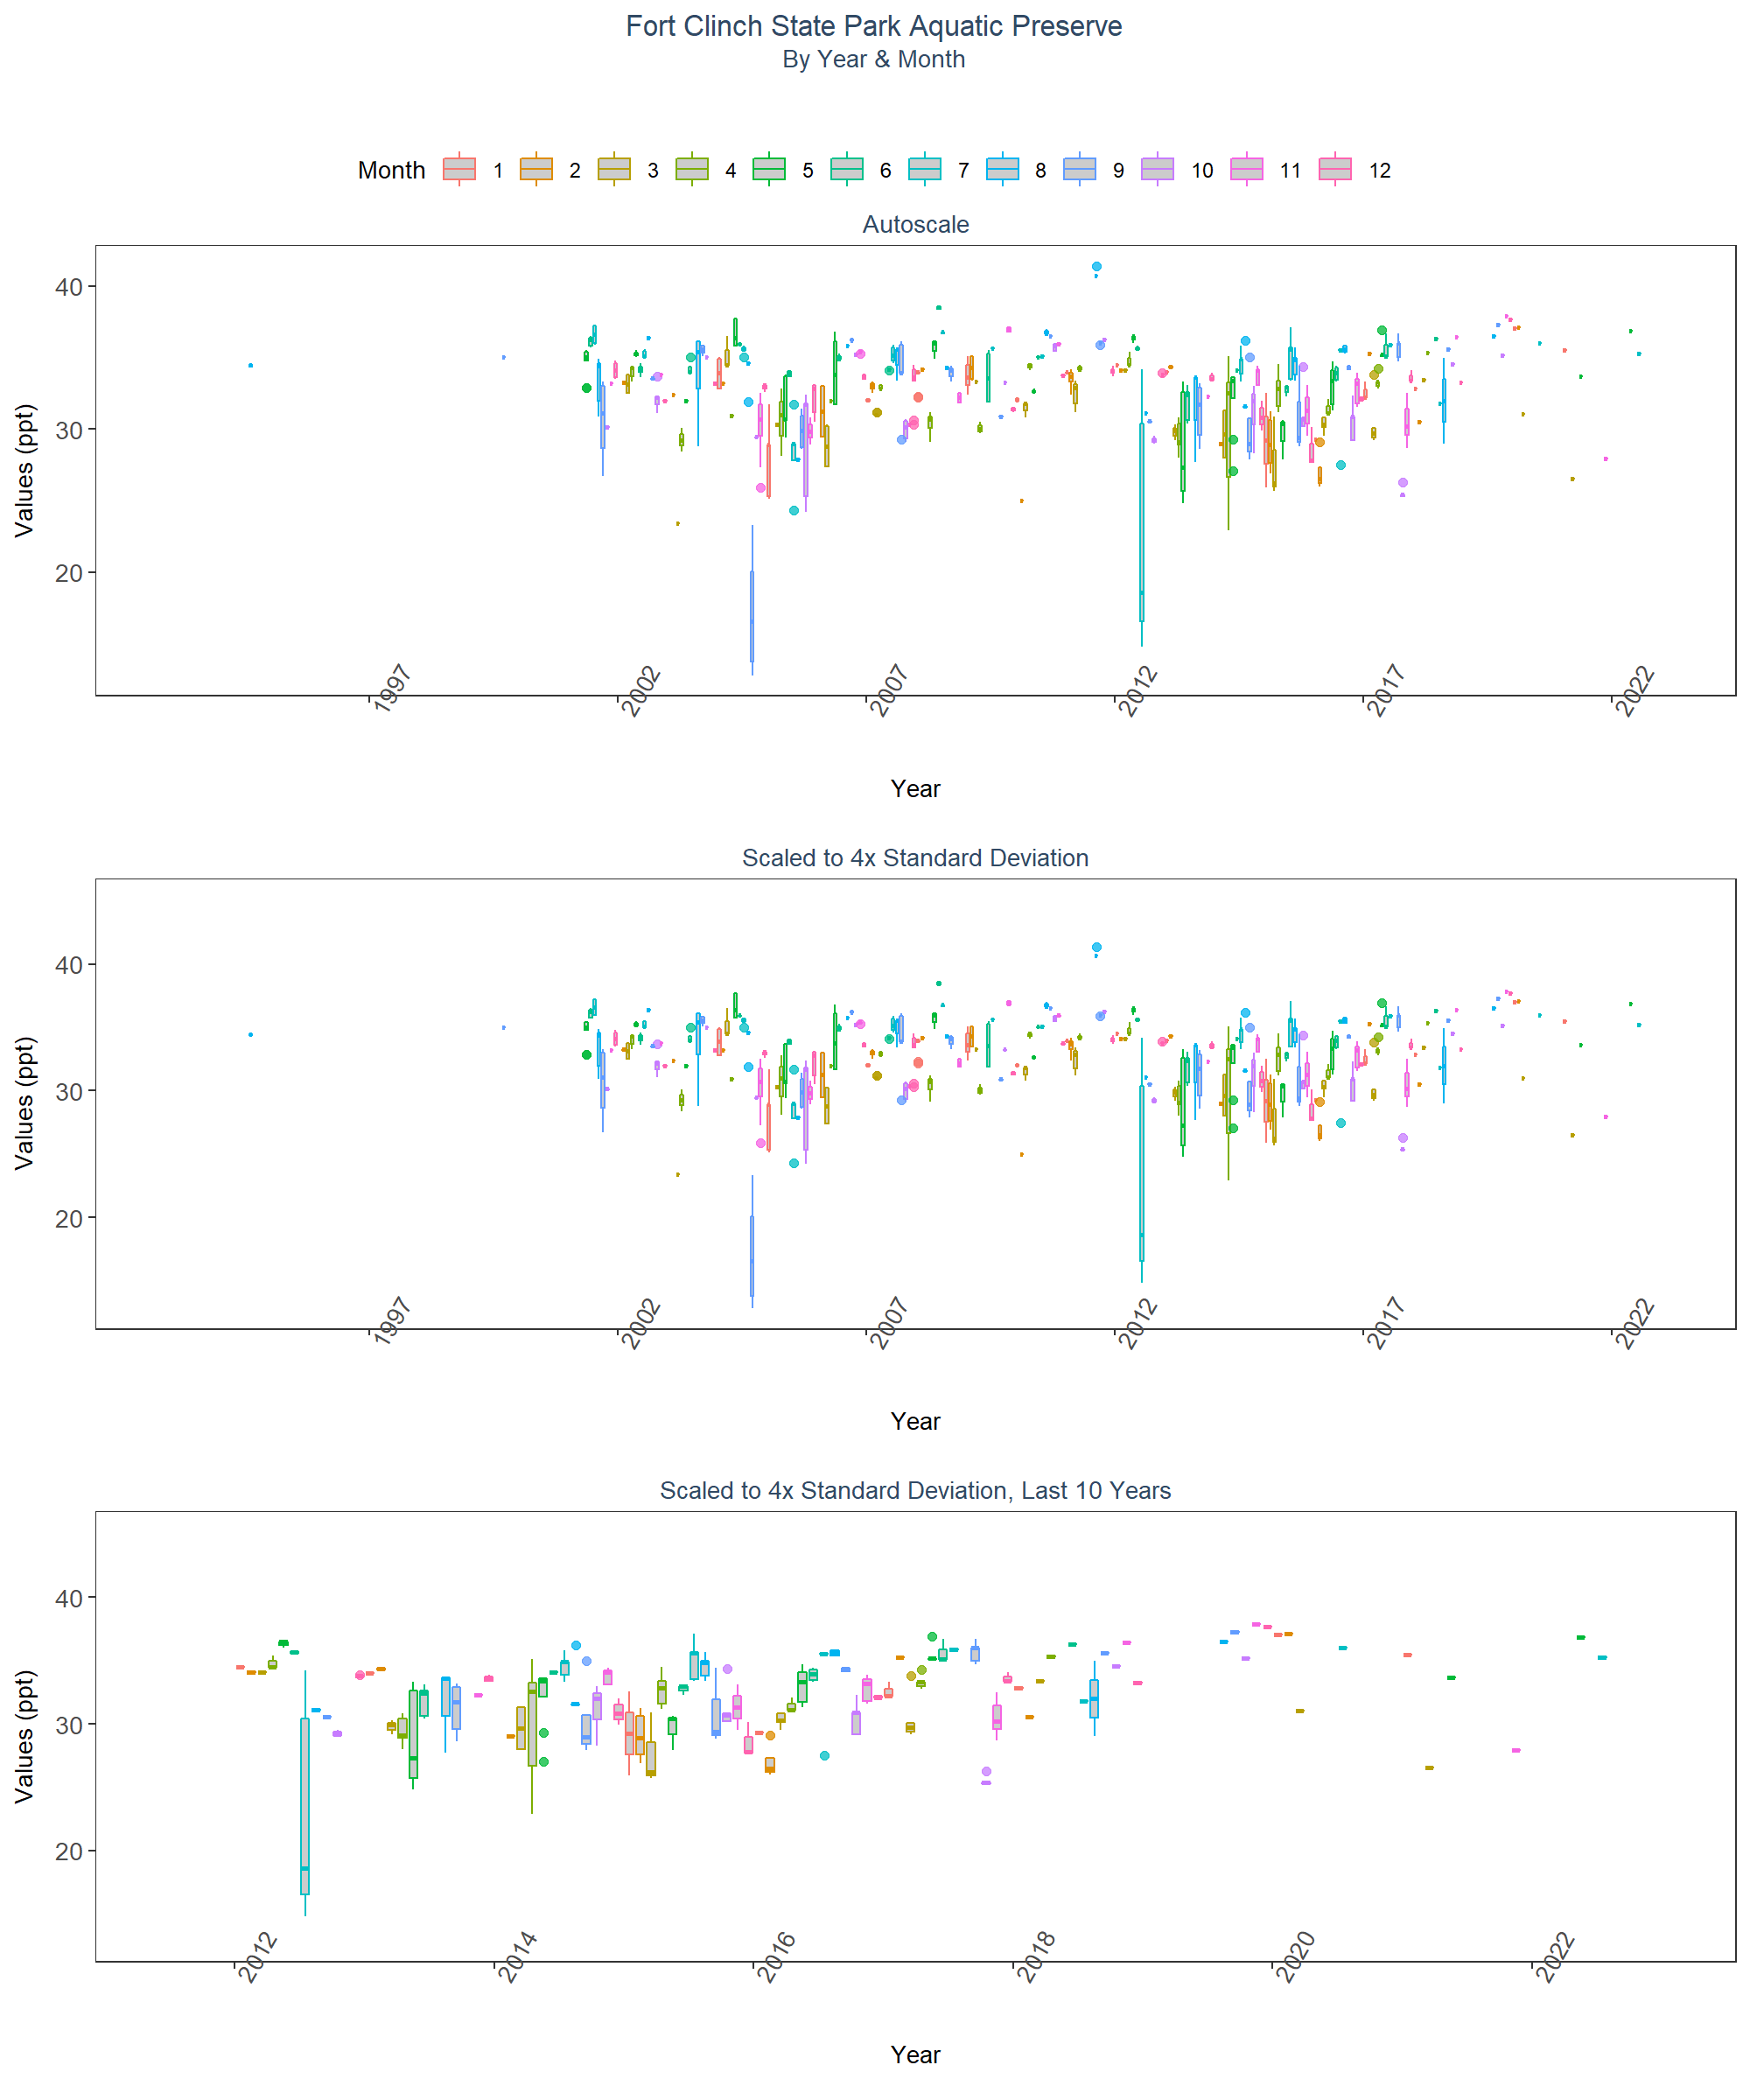 Fort Clinch State Park Aquatic Preserve
By Year & Month
Month 1 2 3 4 5 6 7 8 9 10 11 12
Autoscale
Values (ppt)
40
30
20
1997 2002 2007 2012 2017 2022
Year
Scaled to 4x Standard Deviation
Values (ppt)
40
30
20
1997 2002 2007 2012 2017 2022
Year
Scaled to 4x Standard Deviation, Last 10 Years
Values (ppt)
40
30
20
2012 2014 2016 2018 2020 2022
Year